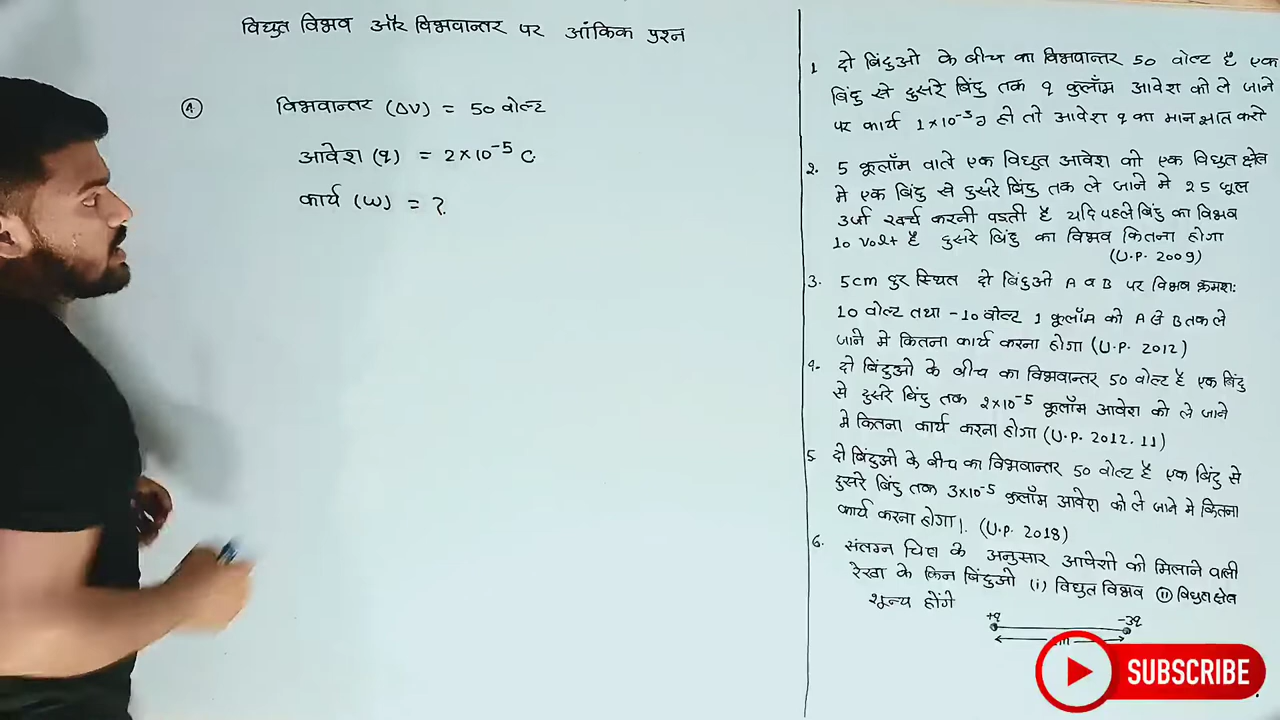 विद्युत विभव और विभवान्तर पर आंकिक प्रश्न
4 विभवान्तर (ΔV) = 50 वोल्ट
आवेश (q) = 2×10⁻⁵ C
कार्य (W) = ?
1 दो बिंदुओ के बीच का विभवान्तर 50 वोल्ट है एक
बिंदु से दुसरे बिंदु तक q कुलॉम आवेश को ले जाने
पर कार्य 1×10⁻³J हो तो आवेश q का मान ज्ञात करो
2. 5 कूलॉम वाले एक विधुत आवेश को एक विधुत क्षेत्र
मे एक बिंदु से दुसरे बिंदु तक ले जाने मे 25 जूल
उर्जा खर्च करनी पडती है यदि पहले बिंदु का विभव
10 Volt है दुसरे बिंदु का विभव कितना होगा
(U.P. 2009)
3. 5cm दुर स्थित दो बिंदुओ A व B पर विभव क्रमशः
10 वोल्ट तथा -10 वोल्ट 1 कूलॉम को A से B तक ले
जाने मे कितना कार्य करना होगा (U.P. 2012)
4. दो बिंदुओ के बीच का विभवान्तर 50 वोल्ट है एक बिंदु
से दुसरे बिंदु तक 2×10⁻⁵ कूलॉम आवेश को ले जाने
मे कितना कार्य करना होगा (U.P. 2012.11)
5. दो बिंदुओ के बीच का विभवान्तर 50 वोल्ट है एक बिंदु से
दुसरे बिंदु तक 3×10⁻⁵ कुलॉम आवेश को ले जाने मे कितना
कार्य करना होगा। (U.P. 2018)
6. संलग्न चित्र के अनुसार आवेशो को मिलाने वाली
रेखा के किन बिंदुओ (i) विद्युत विभव (ii) विद्युत क्षेत्र
शून्य होंगे
+q -3q
SUBSCRIBE